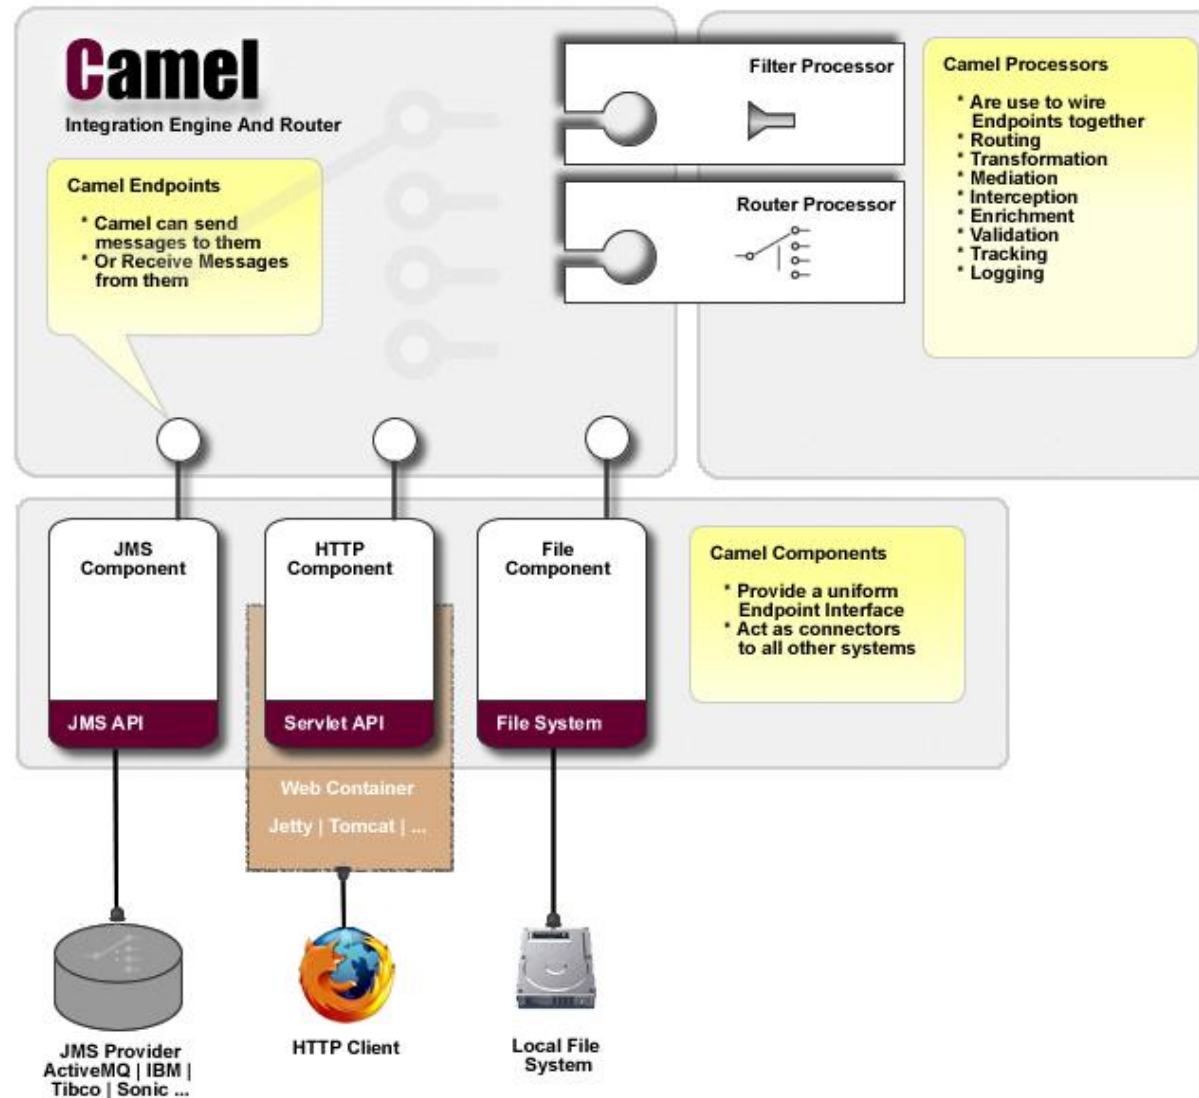 Camel
Integration Engine And Router
Camel Endpoints
* Camel can send
messages to them
* Or Receive Messages
from them
Filter Processor
Router Processor
Camel Processors
* Are use to wire
Endpoints together
* Routing
* Transformation
* Mediation
* Interception
* Enrichment
* Validation
* Tracking
* Logging
JMS
Component
JMS API
HTTP
Component
Servlet API
File
Component
File System
Camel Components
* Provide a uniform
Endpoint Interface
* Act as connectors
to all other systems
Web Container
Jetty | Tomcat | ...
JMS Provider
ActiveMQ | IBM |
Tibco | Sonic ...
HTTP Client
Local File
System